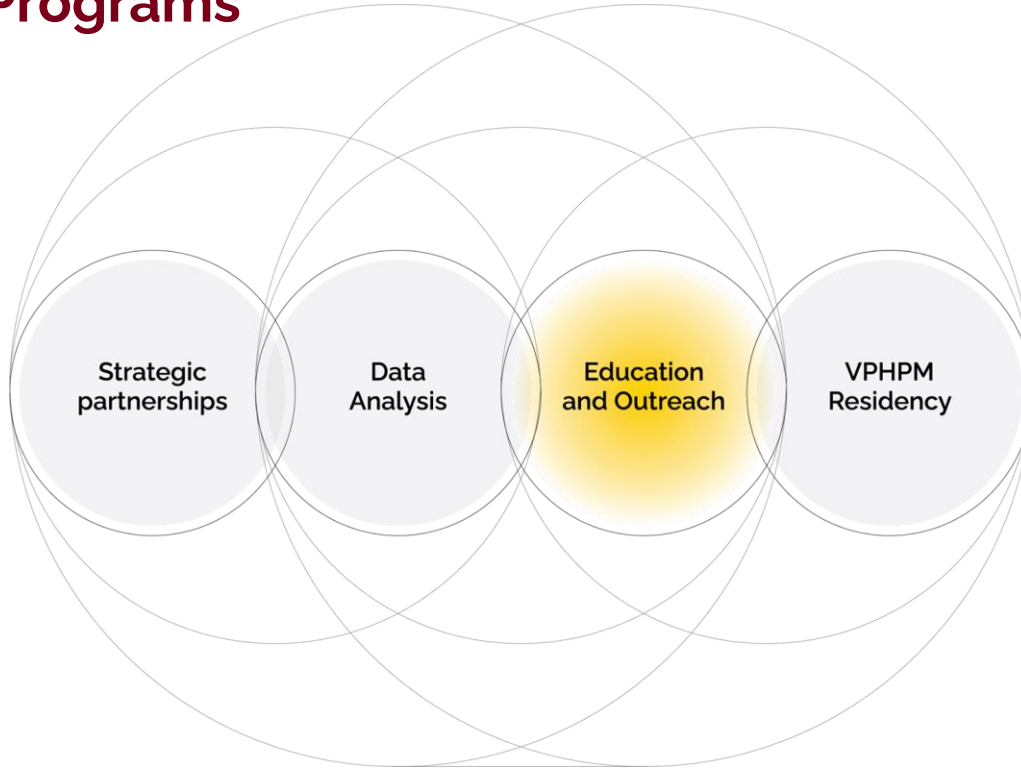 Programs
Strategic
partnerships
Data
Analysis
Education
and Outreach
VPHPM
Residency